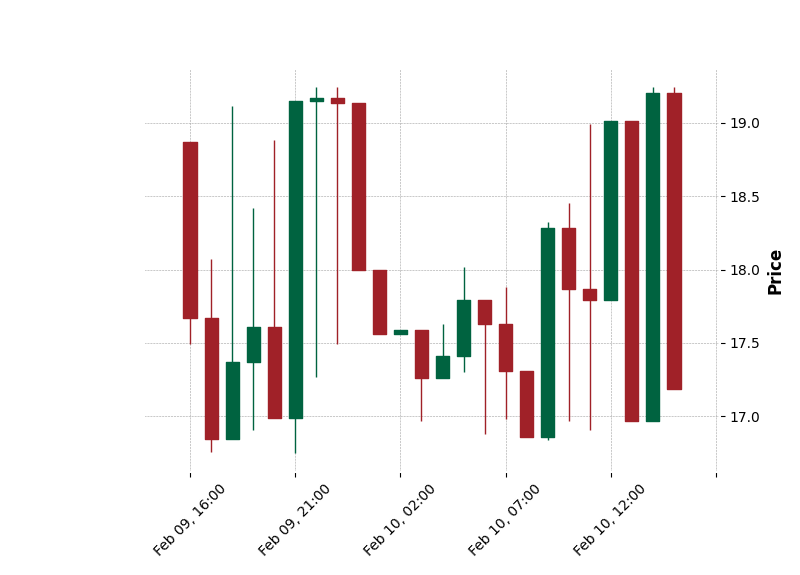 19.0
18.5
18.0
17.5
17.0
Price
Feb 09, 16:00
Feb 09, 21:00
Feb 10, 02:00
Feb 10, 07:00
Feb 10, 12:00